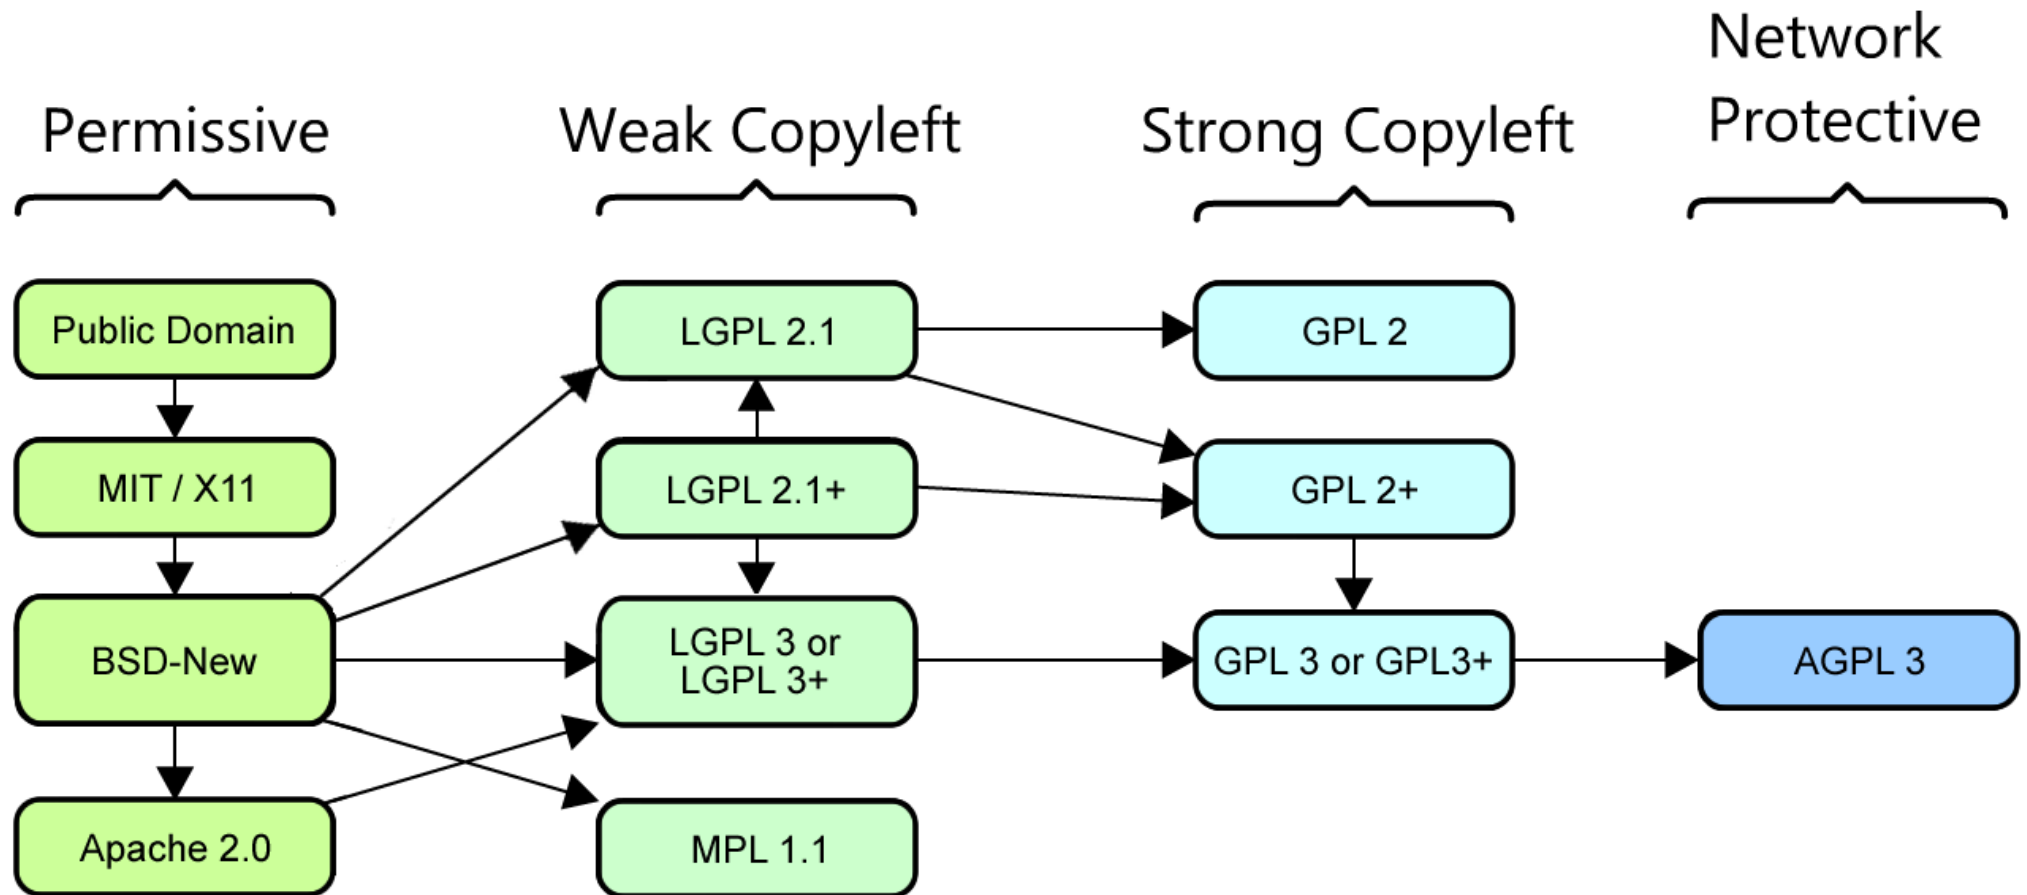 Permissive
Weak Copyleft
Strong Copyleft
Network
Protective
Public Domain
LGPL 2.1
GPL 2
MIT / X11
LGPL 2.1+
GPL 2+
BSD-New
LGPL 3 or
LGPL 3+
GPL 3 or GPL3+
AGPL 3
Apache 2.0
MPL 1.1